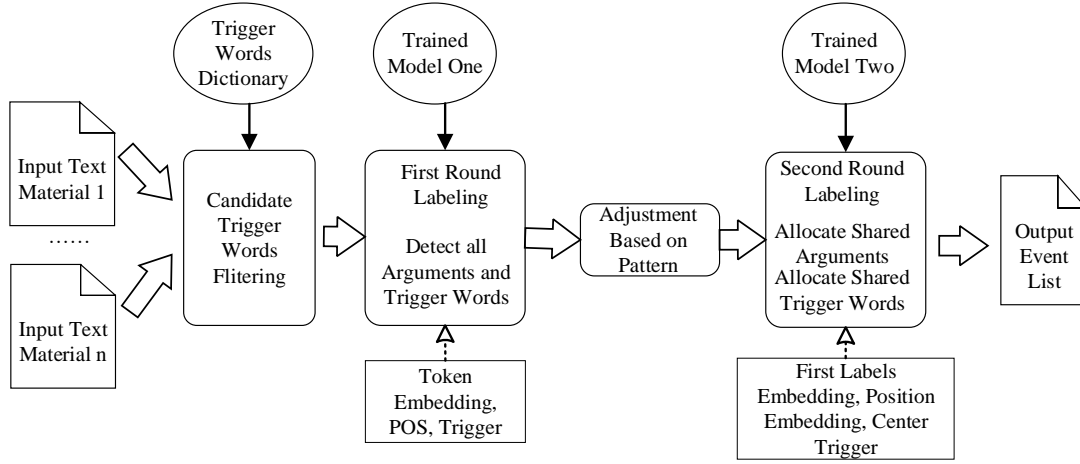 Trigger
Words
Dictionary
Trained
Model One
Trained
Model Two
Input Text
Material 1
……
Input Text
Material n
Candidate
Trigger
Words
Flitering
First Round
Labeling
Detect all
Arguments and
Trigger Words
Adjustment
Based on
Pattern
Second Round
Labeling
Allocate Shared
Arguments
Allocate Shared
Trigger Words
Output
Event
List
Token
Embedding,
POS, Trigger
First Labels
Embedding, Position
Embedding, Center
Trigger